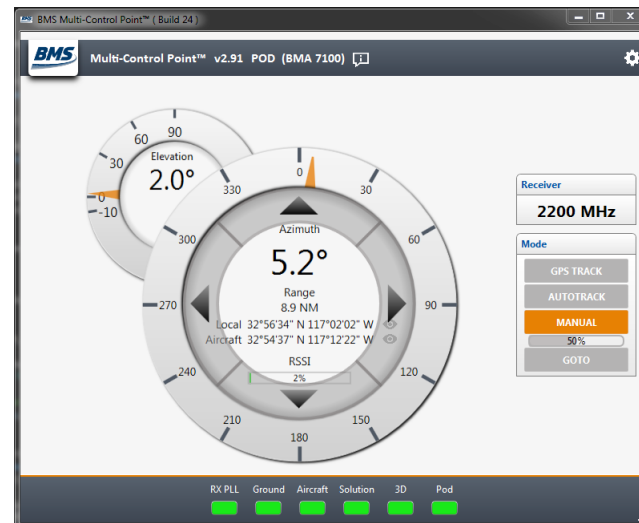 BMS Multi-Control Point™ ( Build 24 )
BMS Multi-Control Point™ v2.91 POD (BMA 7100)
90
60
30
0
-10
Elevation
2.0°
0
30
60
90
120
150
180
210
240
270
300
330
Azimuth
5.2°
Range
8.9 NM
Local 32°56'34" N 117°02'02" W
Aircraft 32°54'37" N 117°12'22" W
RSSI
2%
Receiver
2200 MHz
Mode
GPS TRACK
AUTOTRACK
MANUAL
50%
GOTO
RX PLL Ground Aircraft Solution 3D Pod